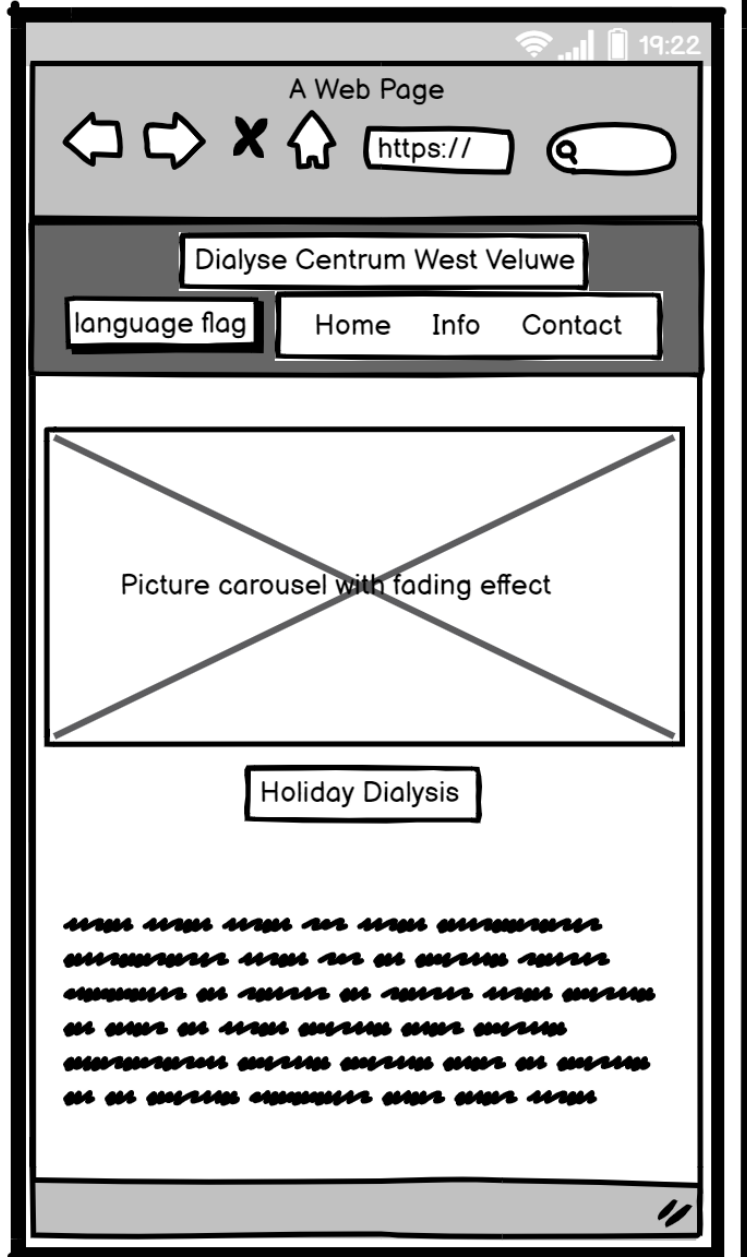 19:22
A Web Page
https://
Dialyse Centrum West Veluwe
language flag
Home Info Contact
Picture carousel with fading effect
Holiday Dialysis